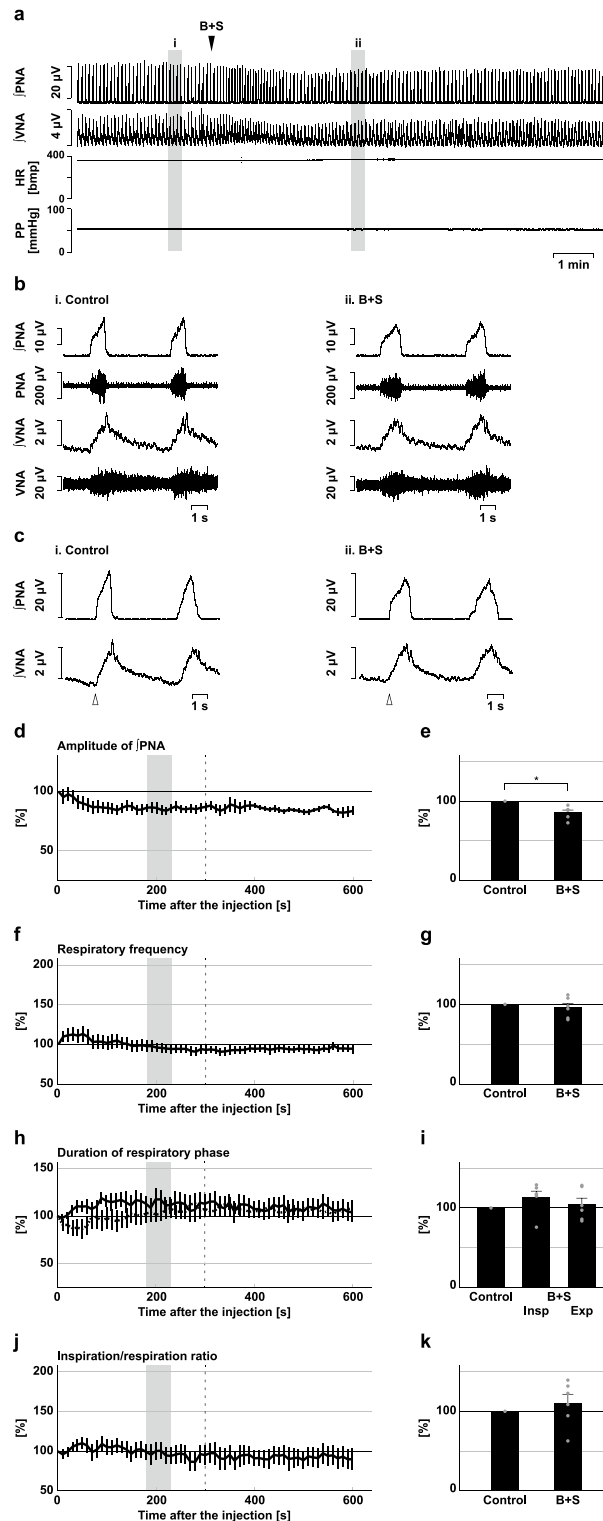 a
B+S
i
ii
∫PNA
20 µV
∫VNA
4 µV
HR
[bmp]
400
0
PP
[mmHg]
100
0
1 min
b
i. Control
ii. B+S
∫PNA
10 µV
∫PNA
10 µV
PNA
200 µV
PNA
200 µV
∫VNA
2 µV
∫VNA
2 µV
VNA
20 µV
VNA
20 µV
1 s
1 s
c
i. Control
ii. B+S
∫PNA
20 µV
∫PNA
20 µV
∫VNA
2 µV
∫VNA
2 µV
1 s
1 s
d
Amplitude of ∫PNA
[%]
100
50
0 200 400 600
Time after the injection [s]
e
*
[%]
100
0
Control B+S
f
Respiratory frequency
[%]
200
150
100
50
0 200 400 600
Time after the injection [s]
g
[%]
100
0
Control B+S
h
Duration of respiratory phase
[%]
150
100
50
0 200 400 600
Time after the injection [s]
i
[%]
100
0
Control B+S
Insp Exp
j
Inspiration/respiration ratio
[%]
200
150
100
50
0 200 400 600
Time after the injection [s]
k
[%]
100
0
Control B+S